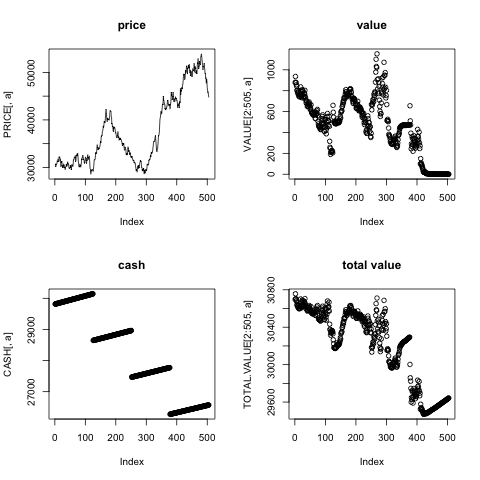 price
PRICE[, a]
30000 40000 50000
0 100 200 300 400 500
Index
value
VALUE[2:505, a]
0 200 600 1000
0 100 200 300 400 500
Index
cash
CASH[, a]
27000 29000
0 100 200 300 400 500
Index
total value
TOTAL.VALUE[2:505, a]
29600 30000 30400 30800
0 100 200 300 400 500
Index